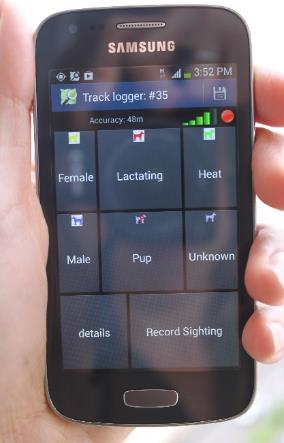 SAMSUNG
3:52 PM
Track logger: #35
Accuracy: 48m
Female Lactating Heat
Male Pup Unknown
details Record Sighting